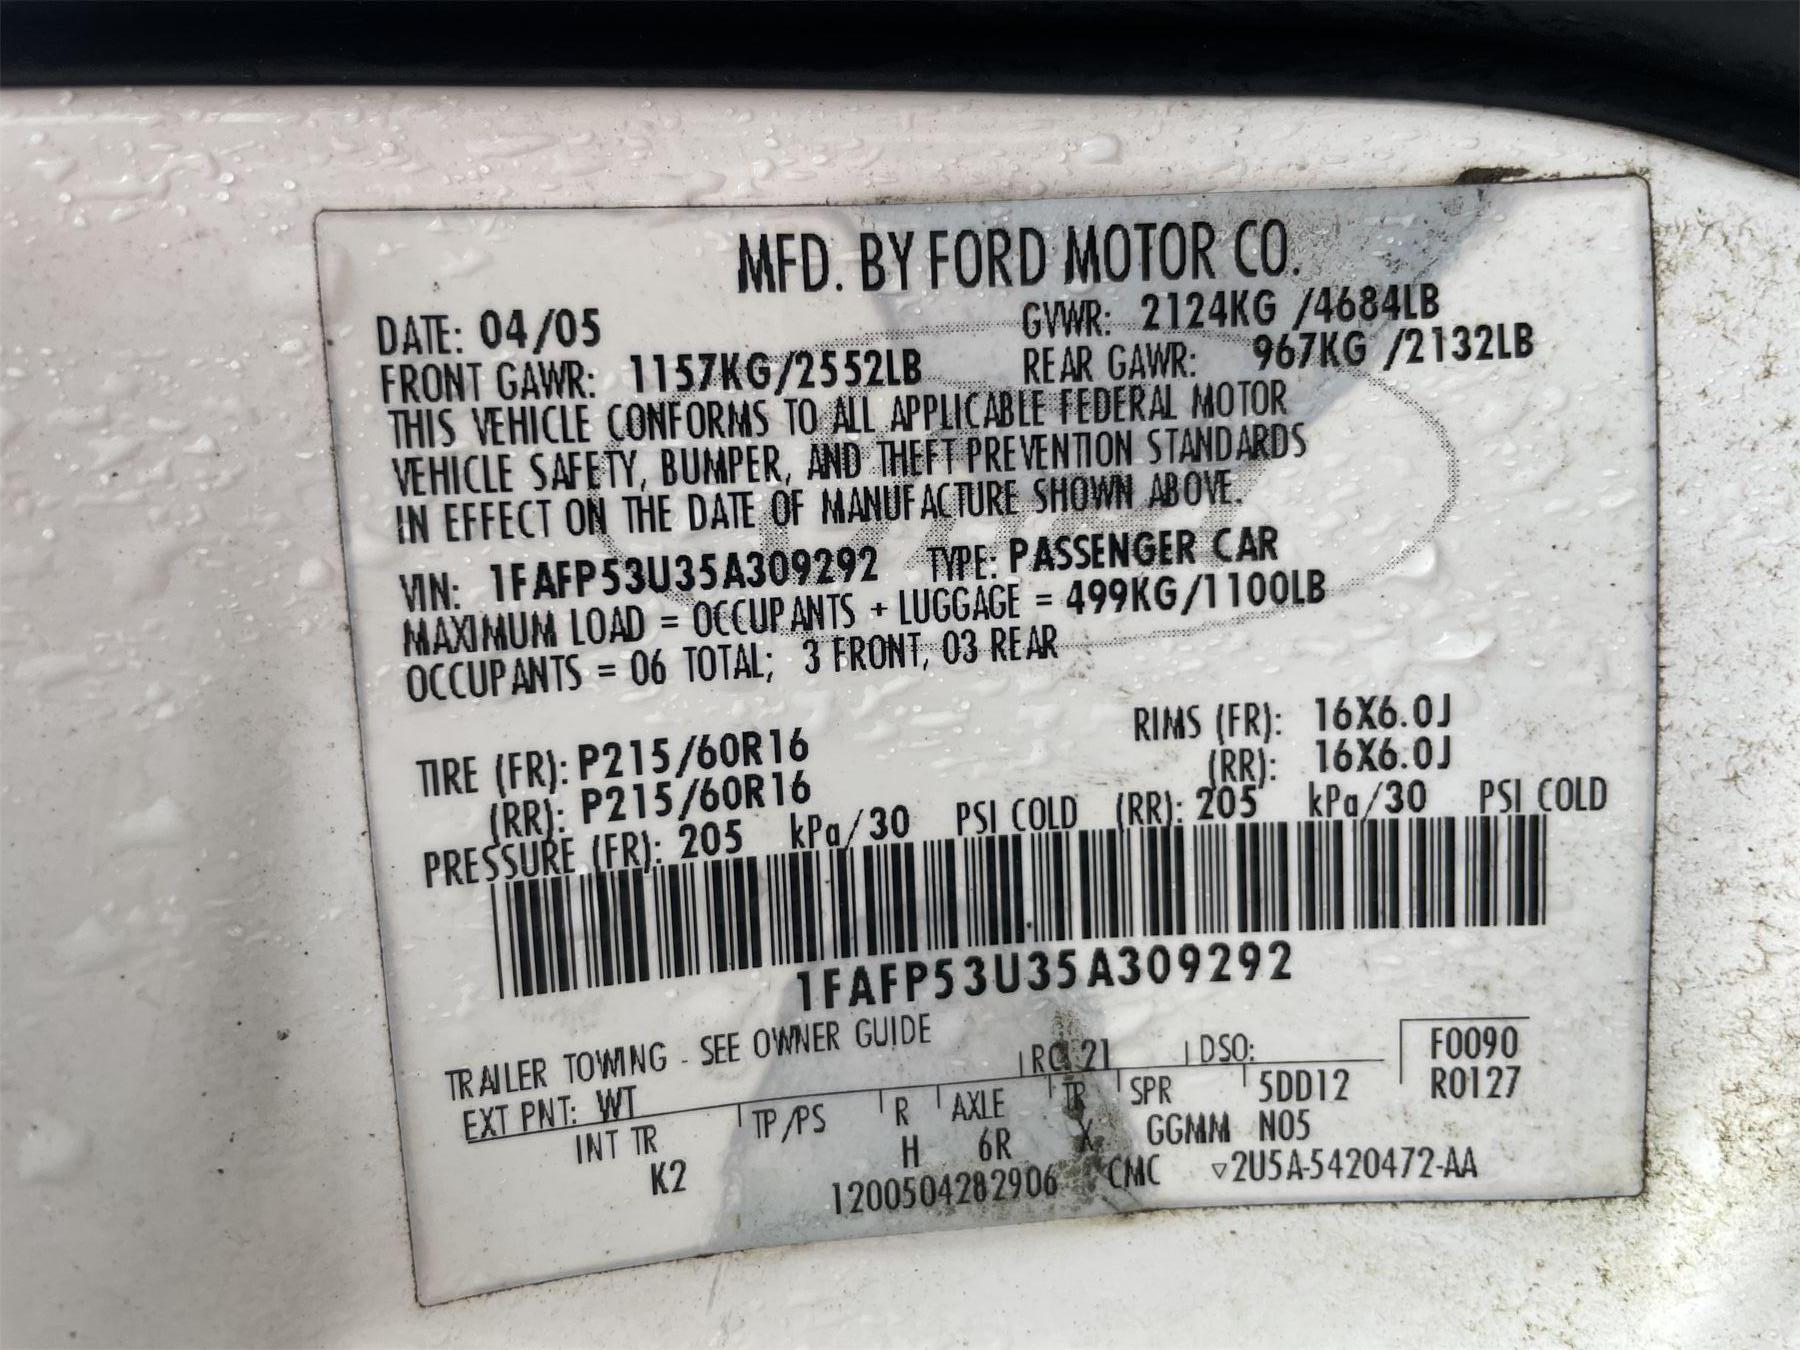 MFD. BY FORD MOTOR CO.
DATE: 04/05 GVWR: 2124KG /4684LB
FRONT GAWR: 1157KG/2552LB REAR GAWR: 967KG /2132LB
THIS VEHICLE CONFORMS TO ALL APPLICABLE FEDERAL MOTOR
VEHICLE SAFETY, BUMPER, AND THEFT PREVENTION STANDARDS
IN EFFECT ON THE DATE OF MANUFACTURE SHOWN ABOVE.
VIN: 1FAFP53U35A309292 TYPE: PASSENGER CAR
MAXIMUM LOAD = OCCUPANTS + LUGGAGE = 499KG/1100LB
OCCUPANTS = 06 TOTAL; 3 FRONT, 03 REAR
TIRE (FR): P215/60R16 RIMS (FR): 16X6.0J
(RR): P215/60R16 (RR): 16X6.0J
PRESSURE (FR): 205 kPa/30 PSI COLD (RR): 205 kPa/30 PSI COLD
1FAFP53U35A309292
TRAILER TOWING - SEE OWNER GUIDE
EXT PNT: WT RC: 21 DSO: F0090
INT TR TP/PS R AXLE TR SPR 5DD12 R0127
K2 H 6R X GGMM N05
1200504282906 CMC ▿2U5A-5420472-AA